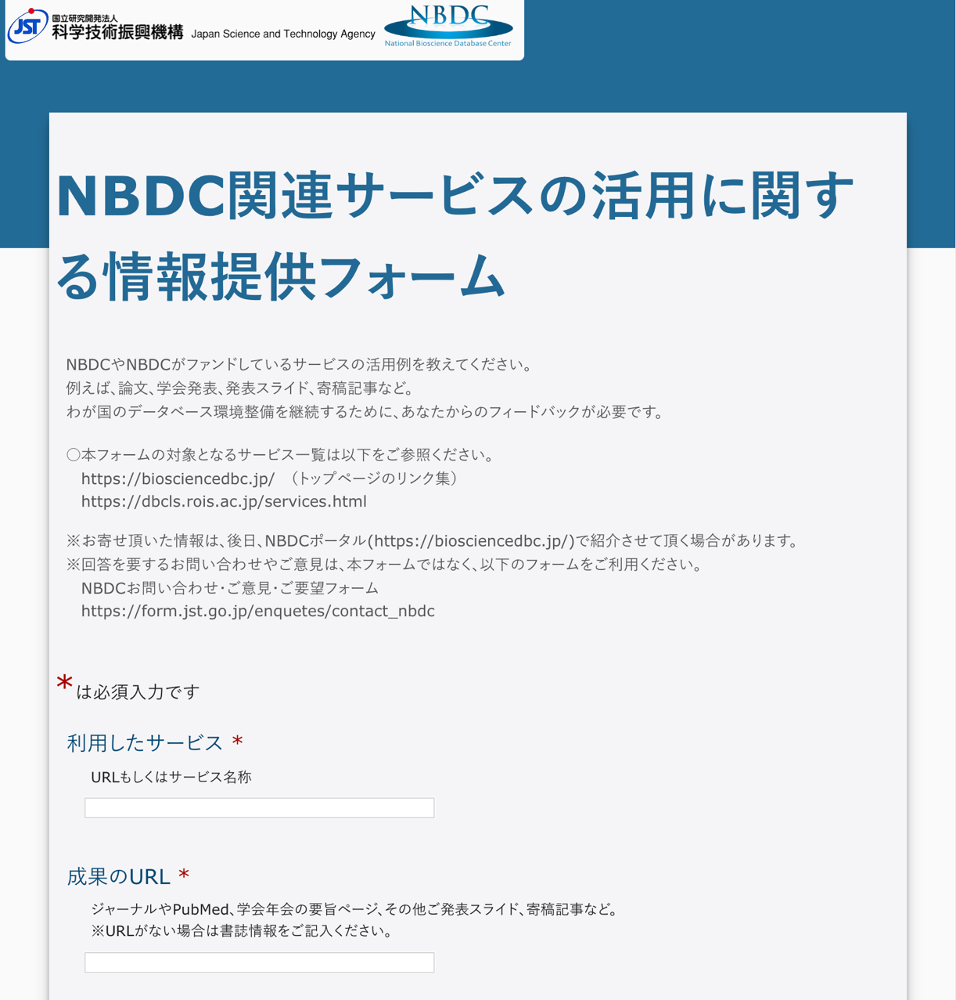 JST 国立研究開発法人
科学技術振興機構 Japan Science and Technology Agency
NBDC
National Bioscience Database Center
NBDC関連サービスの活用に関す
る情報提供フォーム
NBDCやNBDCがファンドしているサービスの活用例を教えてください。
例えば、論文、学会発表、発表スライド、寄稿記事など。
わが国のデータベース環境整備を継続するために、あなたからのフィードバックが必要です。
○本フォームの対象となるサービス一覧は以下をご参照ください。
https://biosciencedbc.jp/ （トップページのリンク集）
https://dbcls.rois.ac.jp/services.html
※お寄せ頂いた情報は、後日、NBDCポータル(https://biosciencedbc.jp/)で紹介させて頂く場合があります。
※回答を要するお問い合わせやご意見は、本フォームではなく、以下のフォームをご利用ください。
NBDCお問い合わせ・ご意見・ご要望フォーム
https://form.jst.go.jp/enquetes/contact_nbdc
*は必須入力です
利用したサービス *
URLもしくはサービス名称
成果のURL *
ジャーナルやPubMed、学会年会の要旨ページ、その他ご発表スライド、寄稿記事など。
※URLがない場合は書誌情報をご記入ください。